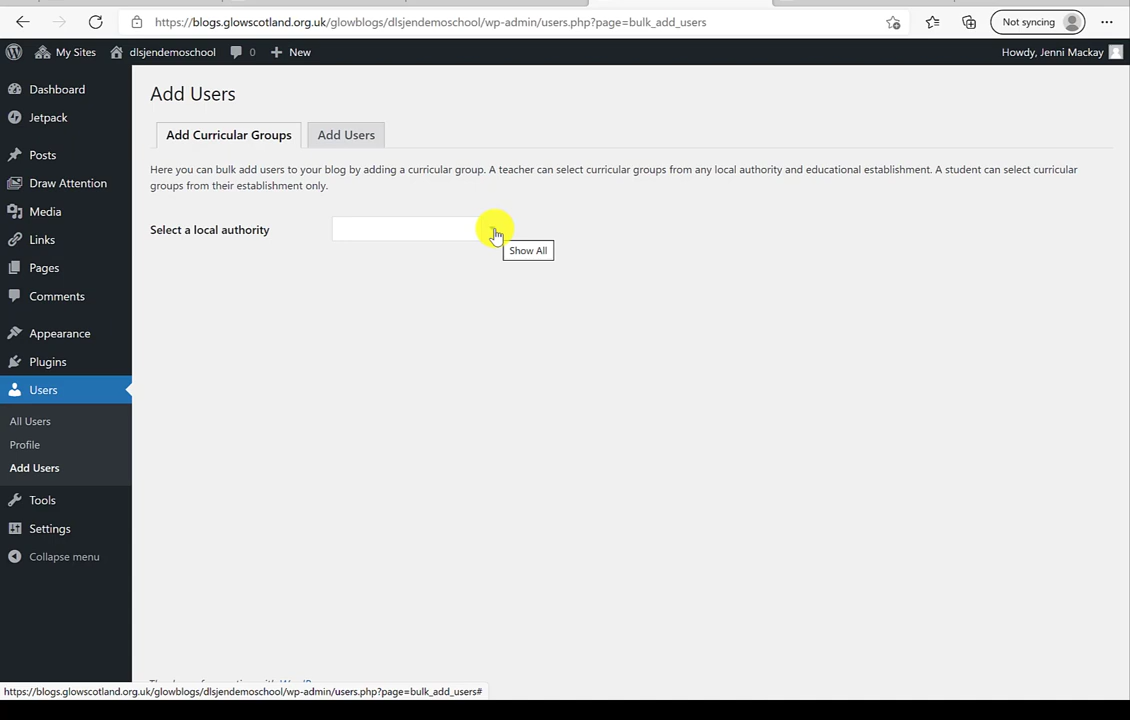 https://blogs.glowscotland.org.uk/glowblogs/dlsjendemoschool/wp-admin/users.php?page=bulk_add_users
Not syncing
My Sites
dlsjendemoschool
0
New
Howdy, Jenni Mackay
Dashboard
Jetpack
Posts
Draw Attention
Media
Links
Pages
Comments
Appearance
Plugins
Users
All Users
Profile
Add Users
Tools
Settings
Collapse menu
Add Users
Add Curricular Groups
Add Users
Here you can bulk add users to your blog by adding a curricular group. A teacher can select curricular groups from any local authority and educational establishment. A student can select curricular
groups from their establishment only.
Select a local authority
Show All
https://blogs.glowscotland.org.uk/glowblogs/dlsjendemoschool/wp-admin/users.php?page=bulk_add_users#